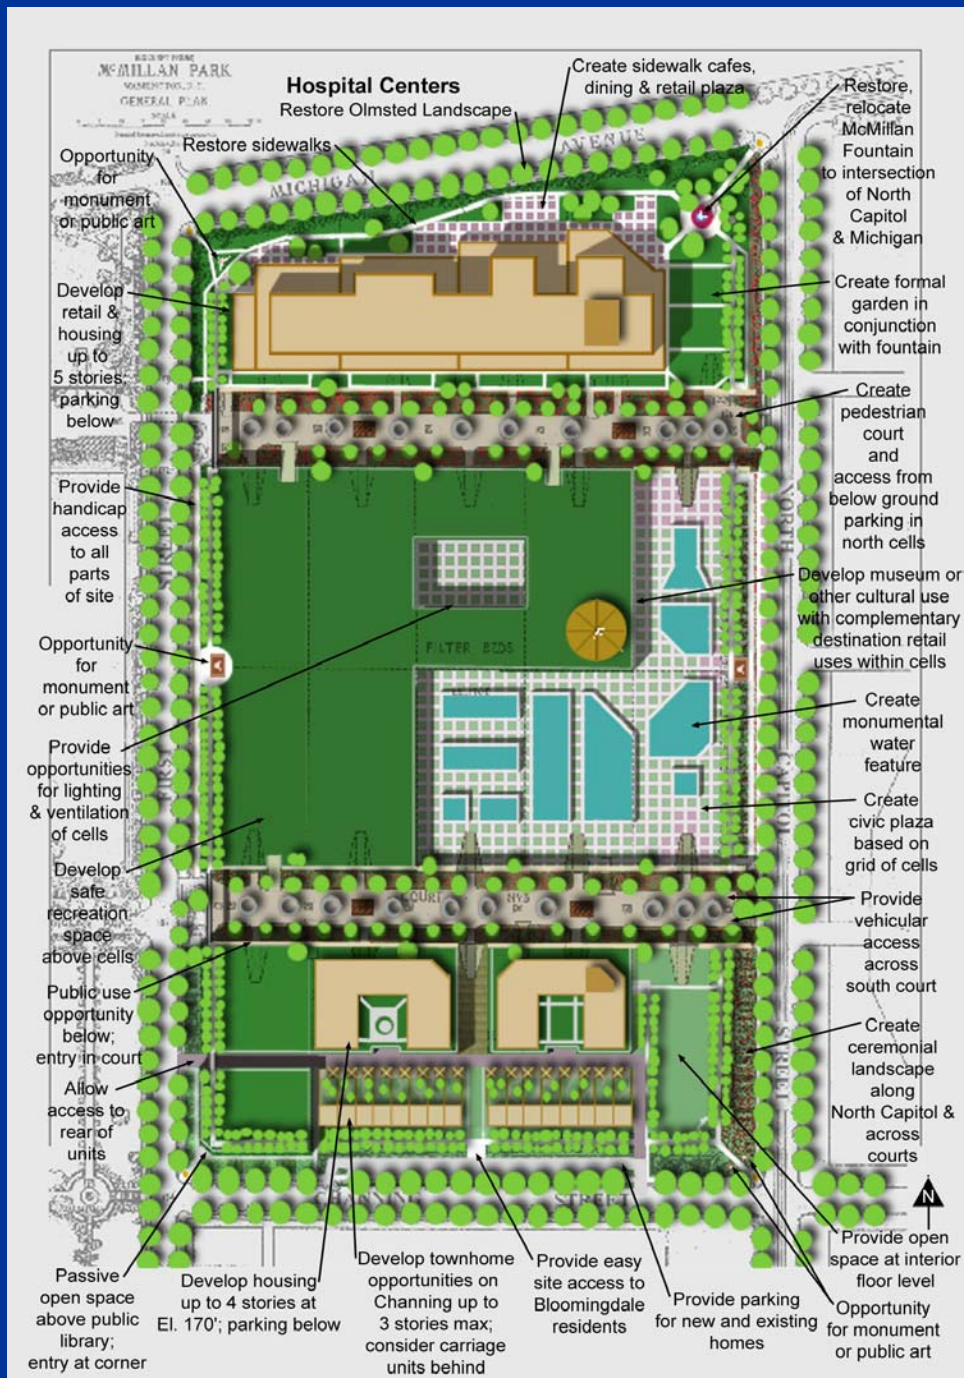 McMILLAN PARK
WASHINGTON, D.C.
GENERAL PLAN
SCALE
Hospital Centers
Restore Olmsted Landscape
Create sidewalk cafes,
dining & retail plaza
Restore,
relocate
McMillan
Fountain
to intersection
of North
Capitol
& Michigan
Restore sidewalks
Opportunity
for
monument
or public art
MICHIGAN
AVENUE
Develop
retail &
housing
up to
5 stories;
parking
below
Create formal
garden in
conjunction
with fountain
Create
pedestrian
court
and
access from
below ground
parking in
north cells
Provide
handicap
access
to all
parts
of site
STREET
NORTH
Develop museum or
other cultural use
with complementary
destination retail
uses within cells
Opportunity
for
monument
or public art
FILTER BEDS
Create
monumental
water
feature
Provide
opportunities
for lighting
& ventilation
of cells
FIRST
CAPITOL
Create
civic plaza
based on
grid of cells
Develop
safe
recreation
space
above cells
COURT
Provide
vehicular
access
across
south court
Public use
opportunity
below;
entry in court
Allow
access to
rear of
units
Create
ceremonial
landscape
along
North Capitol &
across
courts
STREET
N
CHANNING
STREET
Passive
open space
above public
library;
entry at corner
Develop housing
up to 4 stories at
El. 170'; parking below
Develop townhome
opportunities on
Channing up to
3 stories max;
consider carriage
units behind
Provide easy
site access to
Bloomingdale
residents
Provide parking
for new and existing
homes
Provide open
space at interior
floor level
Opportunity
for monument
or public art